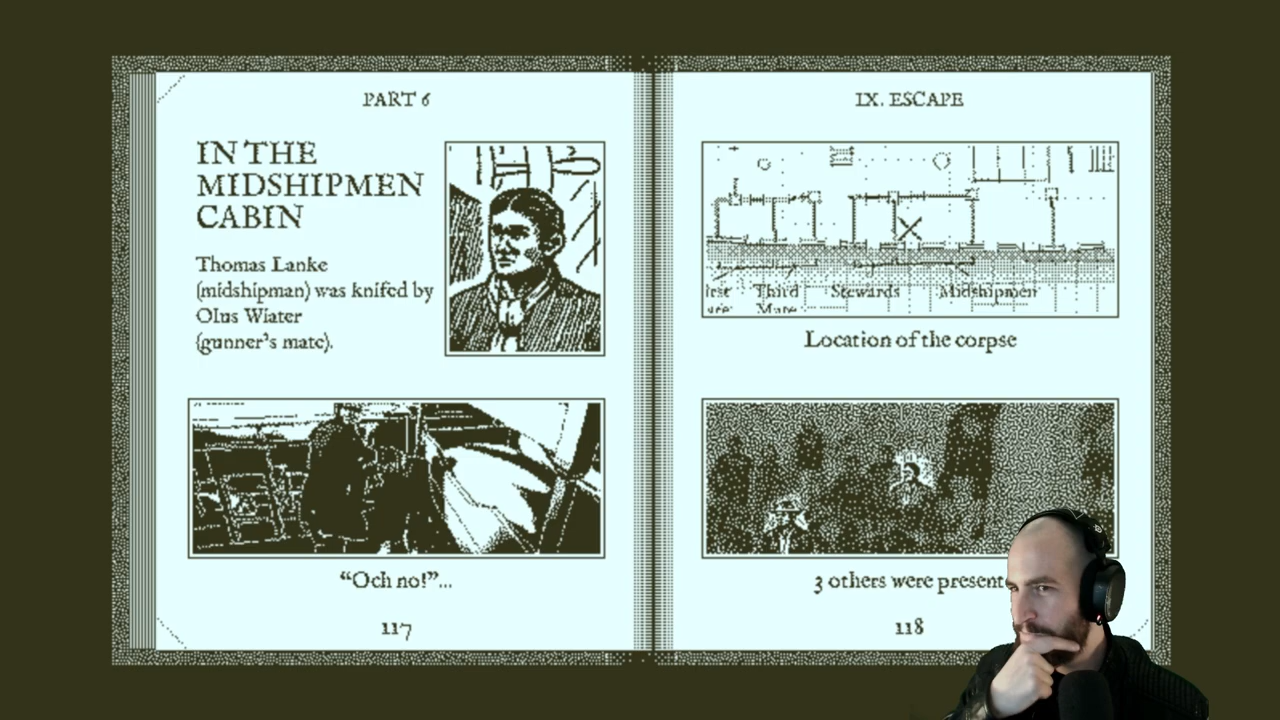 PART 6
IN THE
MIDSHIPMEN
CABIN
Thomas Lanke
(midshipman) was knifed by
Olus Wiater
(gunner's mate).
"Och no!"...
117
IX. ESCAPE
Third
Stewards
Midshipmen
Mate
Location of the corpse
3 others were present
118